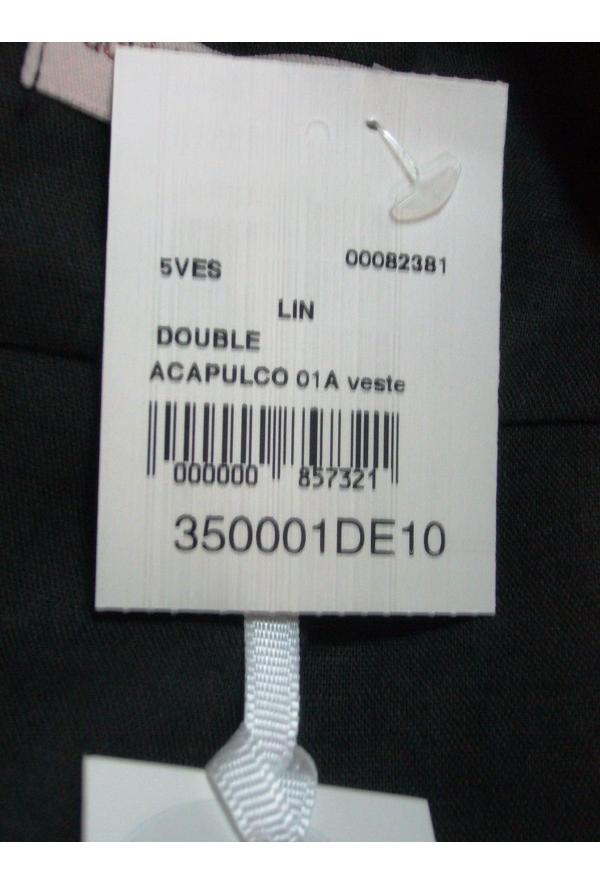 5VES 00082381
LIN
DOUBLE
ACAPULCO 01A veste
000000 857321
350001DE10